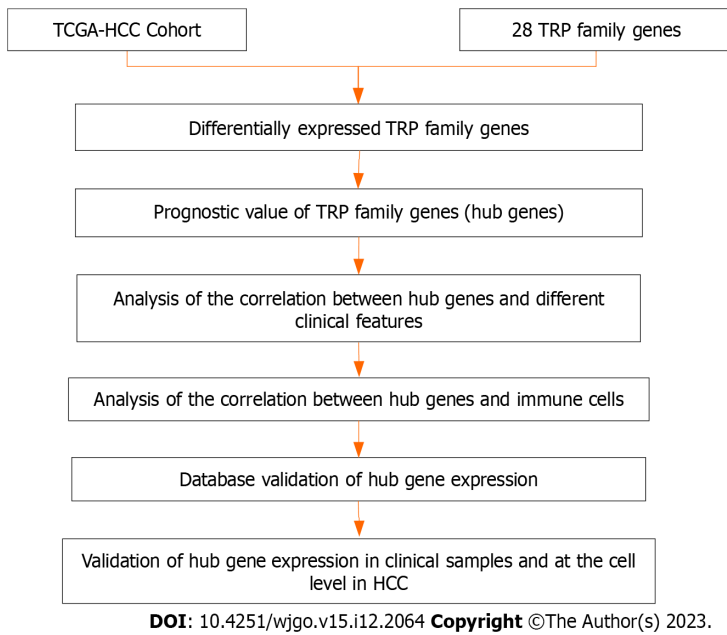 TCGA-HCC Cohort
28 TRP family genes
Differentially expressed TRP family genes
Prognostic value of TRP family genes (hub genes)
Analysis of the correlation between hub genes and different
clinical features
Analysis of the correlation between hub genes and immune cells
Database validation of hub gene expression
Validation of hub gene expression in clinical samples and at the cell
level in HCC
DOI: 10.4251/wjgo.v15.i12.2064 Copyright ©The Author(s) 2023.